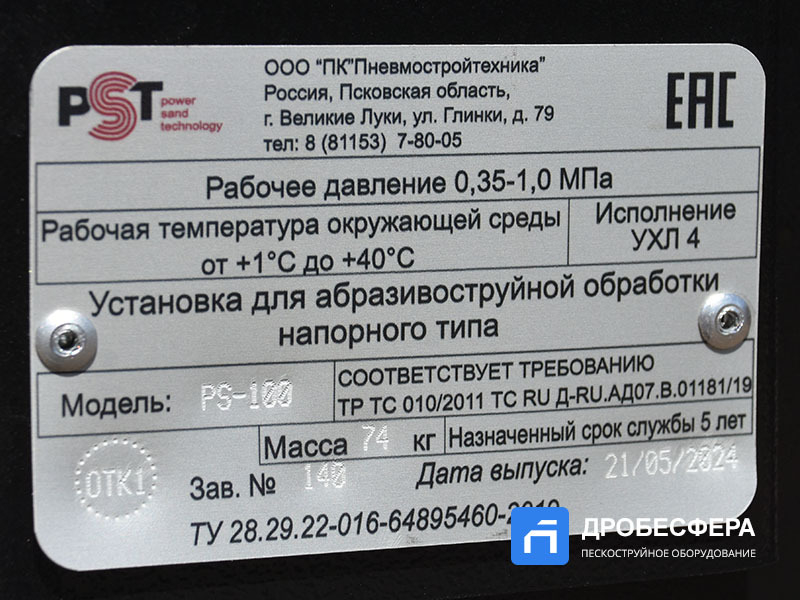 PST
power
sand
technology
ООО "ПК"Пневмостройтехника"
Россия, Псковская область,
г. Великие Луки, ул. Глинки, д. 79
тел: 8 (81153) 7-80-05
ЕАС
Рабочее давление 0,35-1,0 МПа
Рабочая температура окружающей среды
от +1°С до +40°С
Исполнение
УХЛ 4
Установка для абразивоструйной обработки
напорного типа
Модель: PS-100
СООТВЕТСТВУЕТ ТРЕБОВАНИЮ
ТР ТС 010/2011 ТС RU Д-RU.АД07.В.01181/19
Масса 74 кг
Назначенный срок службы 5 лет
ОТК1
Зав. № 140
Дата выпуска: 21/05/2024
ТУ 28.29.22-016-64895460-2019
ДРОБЕСФЕРА
ПЕСКОСТРУЙНОЕ ОБОРУДОВАНИЕ